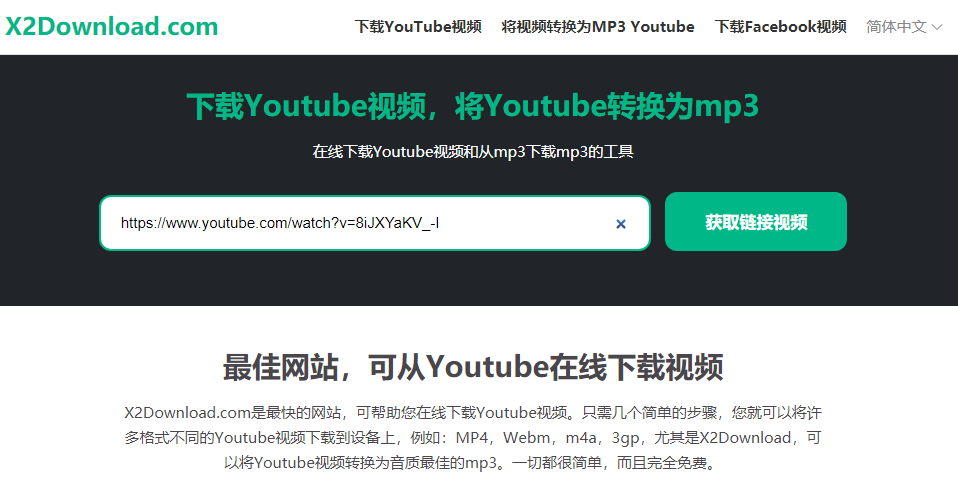 X2Download.com 下载YouTube视频 将视频转换为MP3 Youtube 下载Facebook视频 简体中文
下载Youtube视频，将Youtube转换为mp3
在线下载Youtube视频和从mp3下载mp3的工具
https://www.youtube.com/watch?v=8iJXYaKV_-I × 获取链接视频
最佳网站，可从Youtube在线下载视频
X2Download.com是最快的网站，可帮助您在线下载Youtube视频。只需几个简单的步骤，您就可以将许
多格式不同的Youtube视频下载到设备上，例如：MP4，Webm，m4a，3gp，尤其是X2Download，可
以将Youtube视频转换为音质最佳的mp3。一切都很简单，而且完全免费。